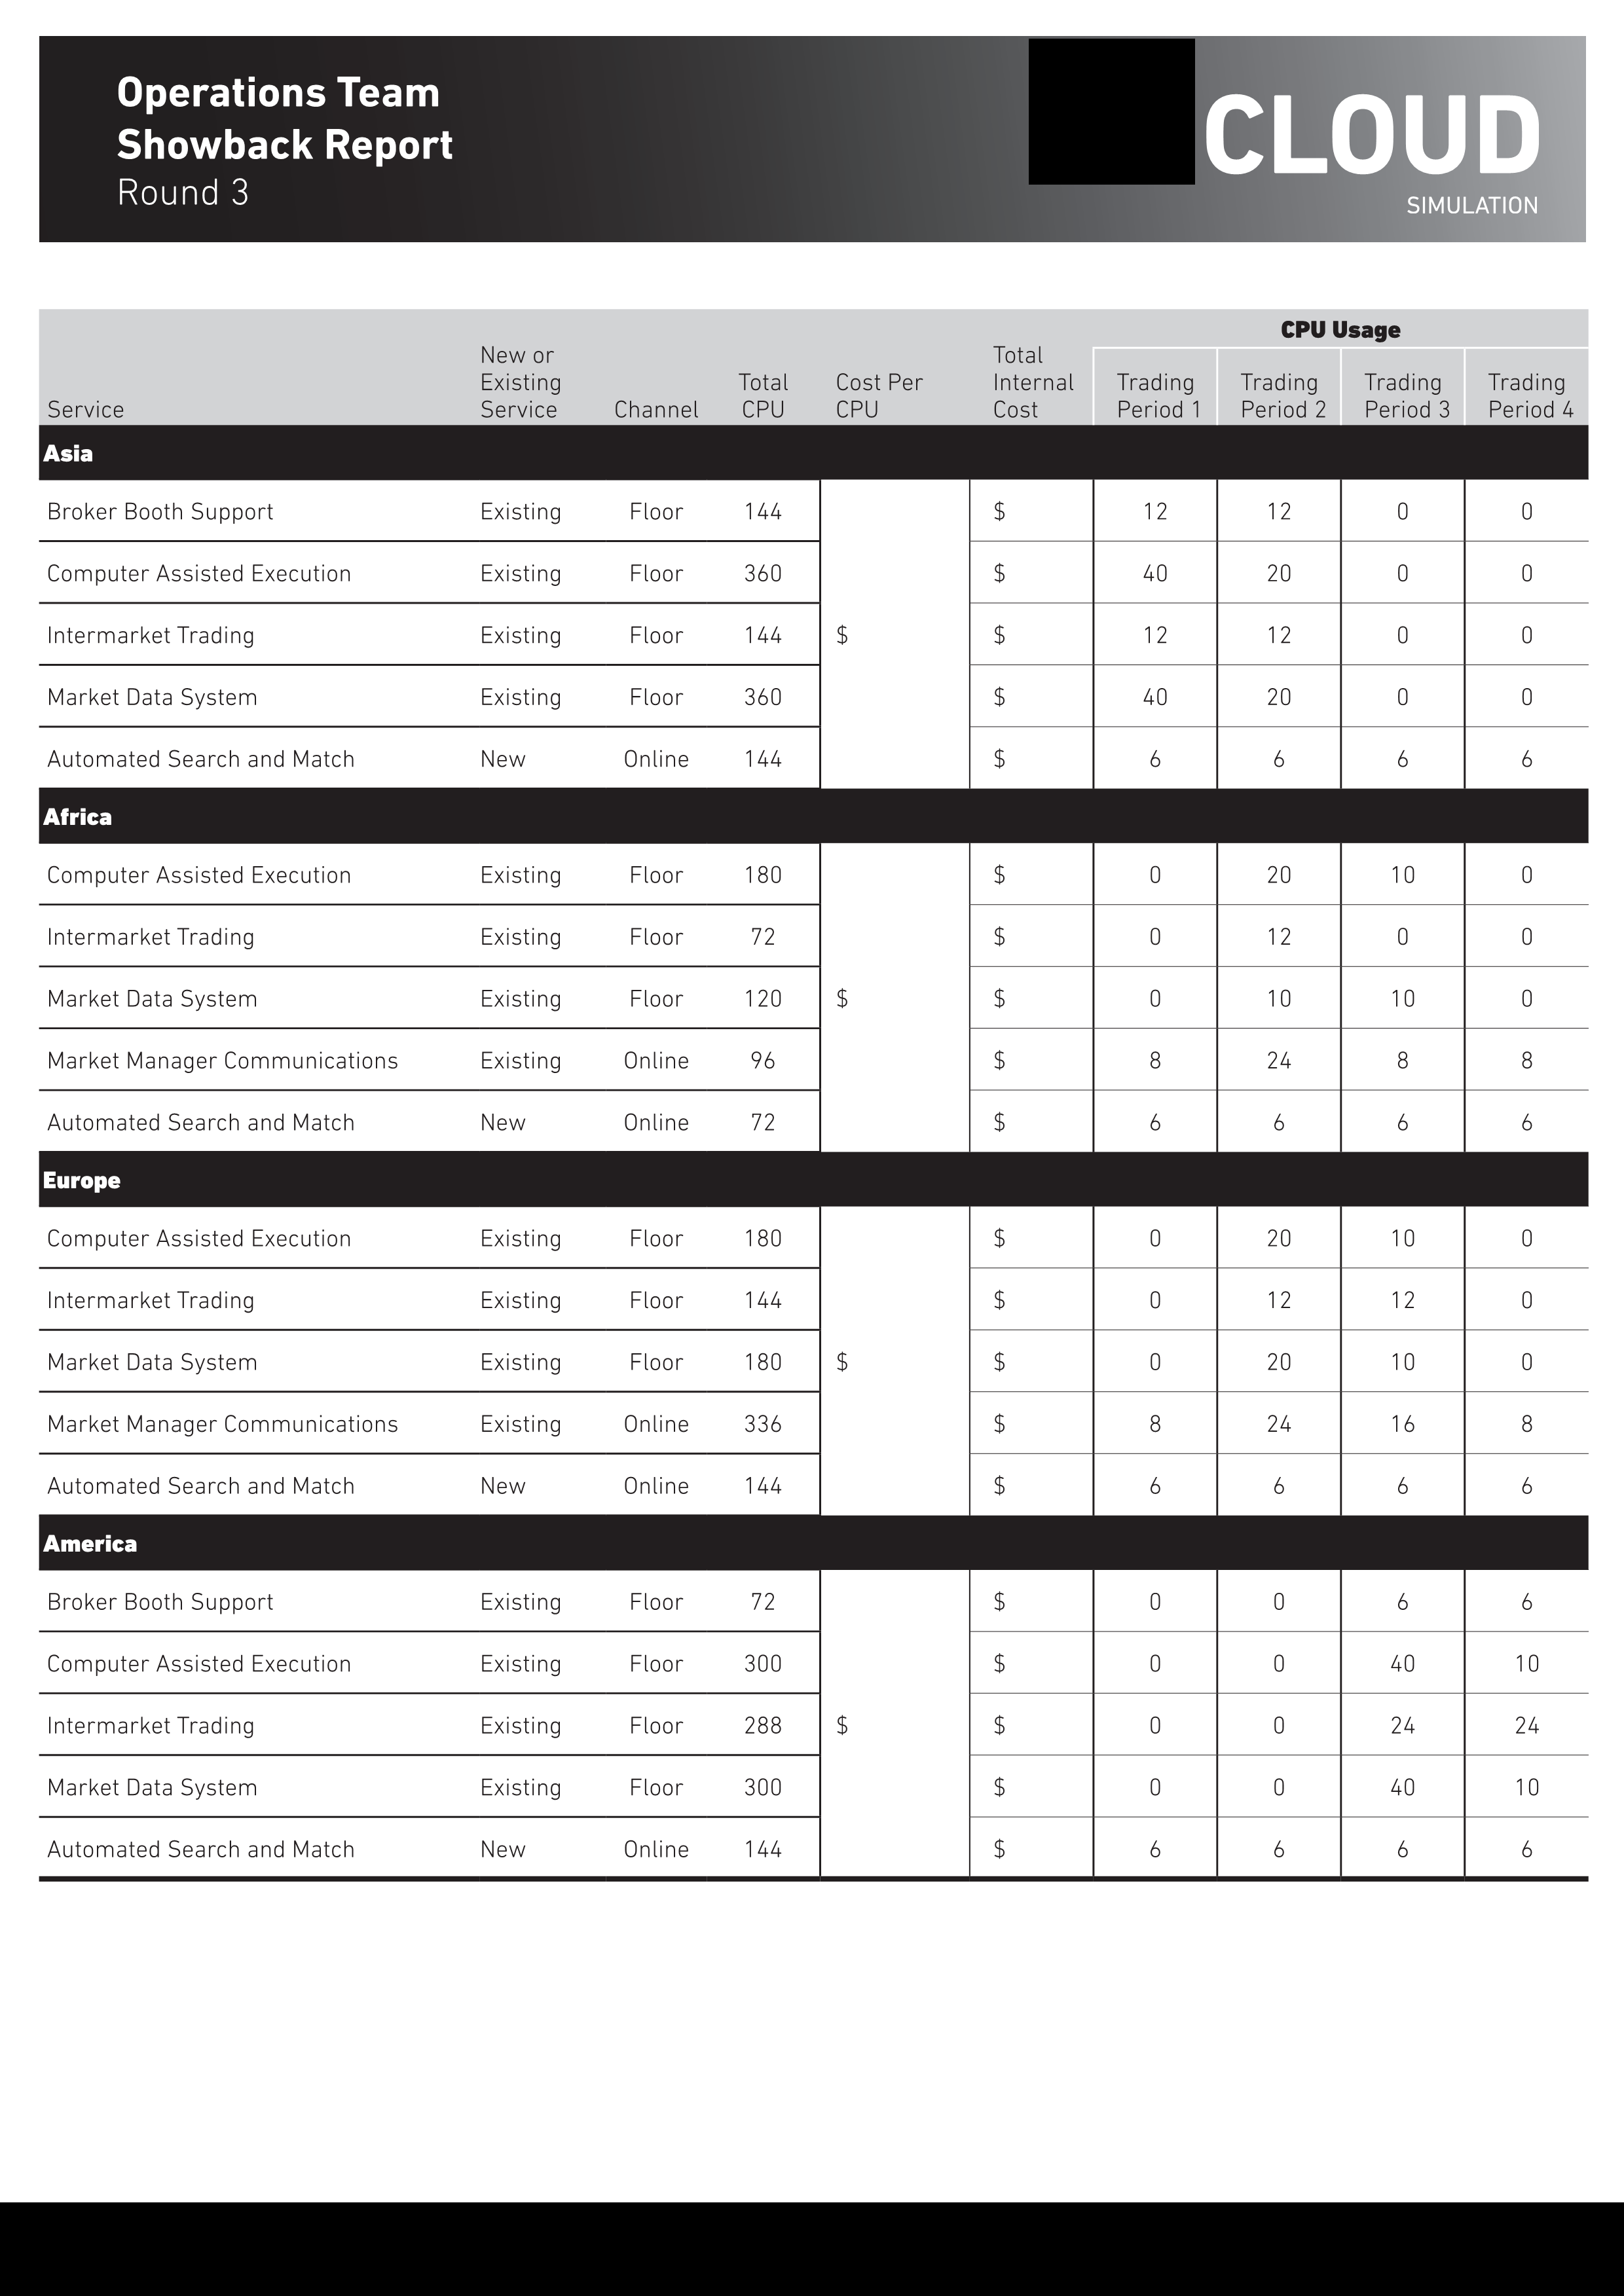 Operations Team
Showback Report
Round 3
CLOUD
SIMULATION
CPU Usage
Service New or Existing Service Channel Total CPU Cost Per CPU Total Internal Cost Trading Period 1 Trading Period 2 Trading Period 3 Trading Period 4
Asia
Broker Booth Support Existing Floor 144 $ 12 12 0 0
Computer Assisted Execution Existing Floor 360 $ 40 20 0 0
Intermarket Trading Existing Floor 144 $ $ 12 12 0 0
Market Data System Existing Floor 360 $ 40 20 0 0
Automated Search and Match New Online 144 $ 6 6 6 6
Africa
Computer Assisted Execution Existing Floor 180 $ 0 20 10 0
Intermarket Trading Existing Floor 72 $ 0 12 0 0
Market Data System Existing Floor 120 $ $ 0 10 10 0
Market Manager Communications Existing Online 96 $ 8 24 8 8
Automated Search and Match New Online 72 $ 6 6 6 6
Europe
Computer Assisted Execution Existing Floor 180 $ 0 20 10 0
Intermarket Trading Existing Floor 144 $ 0 12 12 0
Market Data System Existing Floor 180 $ $ 0 20 10 0
Market Manager Communications Existing Online 336 $ 8 24 16 8
Automated Search and Match New Online 144 $ 6 6 6 6
America
Broker Booth Support Existing Floor 72 $ 0 0 6 6
Computer Assisted Execution Existing Floor 300 $ 0 0 40 10
Intermarket Trading Existing Floor 288 $ $ 0 0 24 24
Market Data System Existing Floor 300 $ 0 0 40 10
Automated Search and Match New Online 144 $ 6 6 6 6